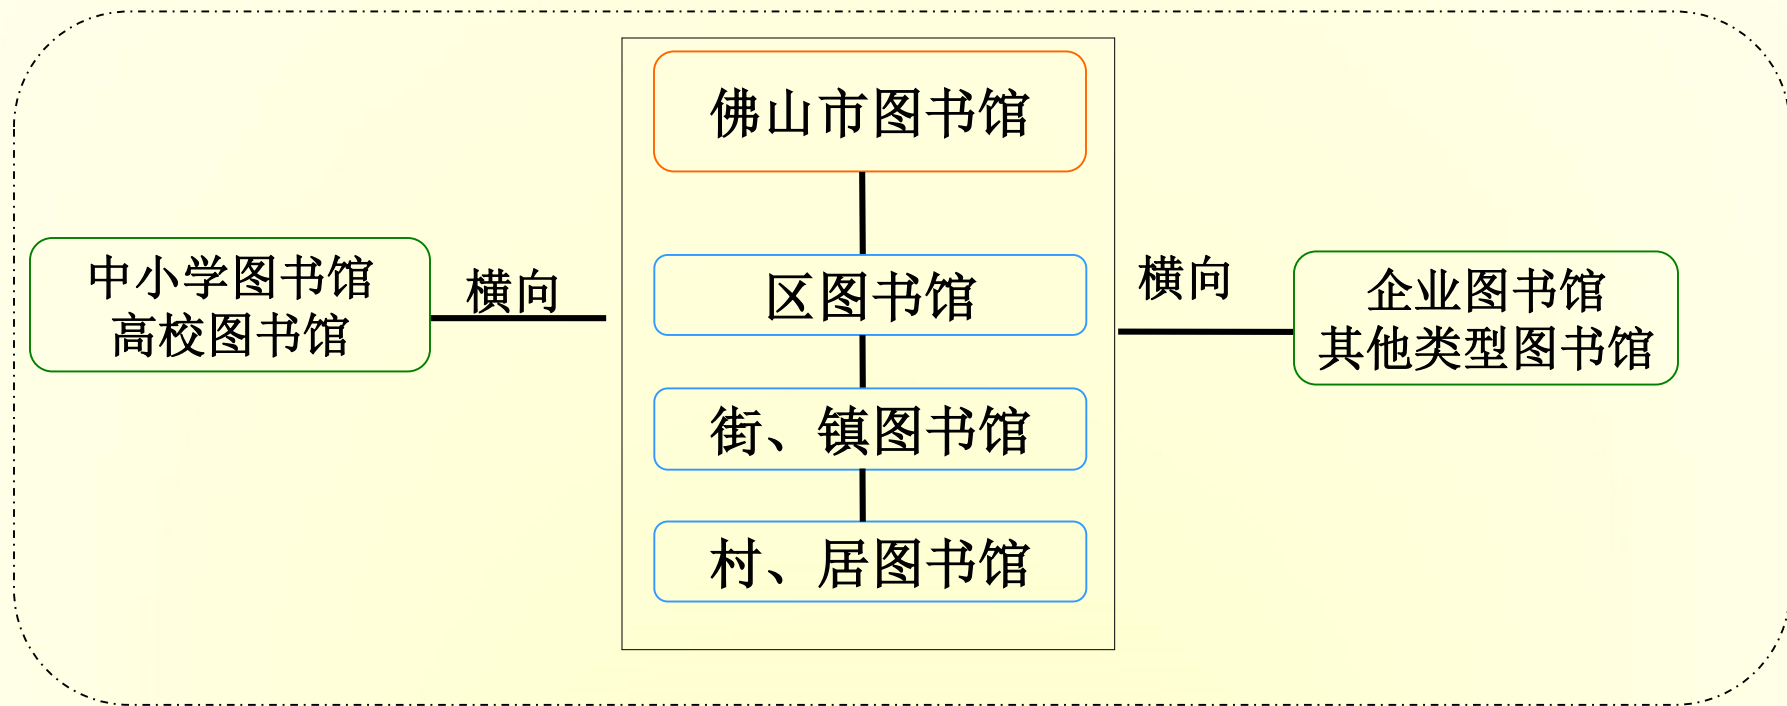 佛山市图书馆
中小学图书馆
高校图书馆
横向
区图书馆
横向
企业图书馆
其他类型图书馆
街、镇图书馆
村、居图书馆